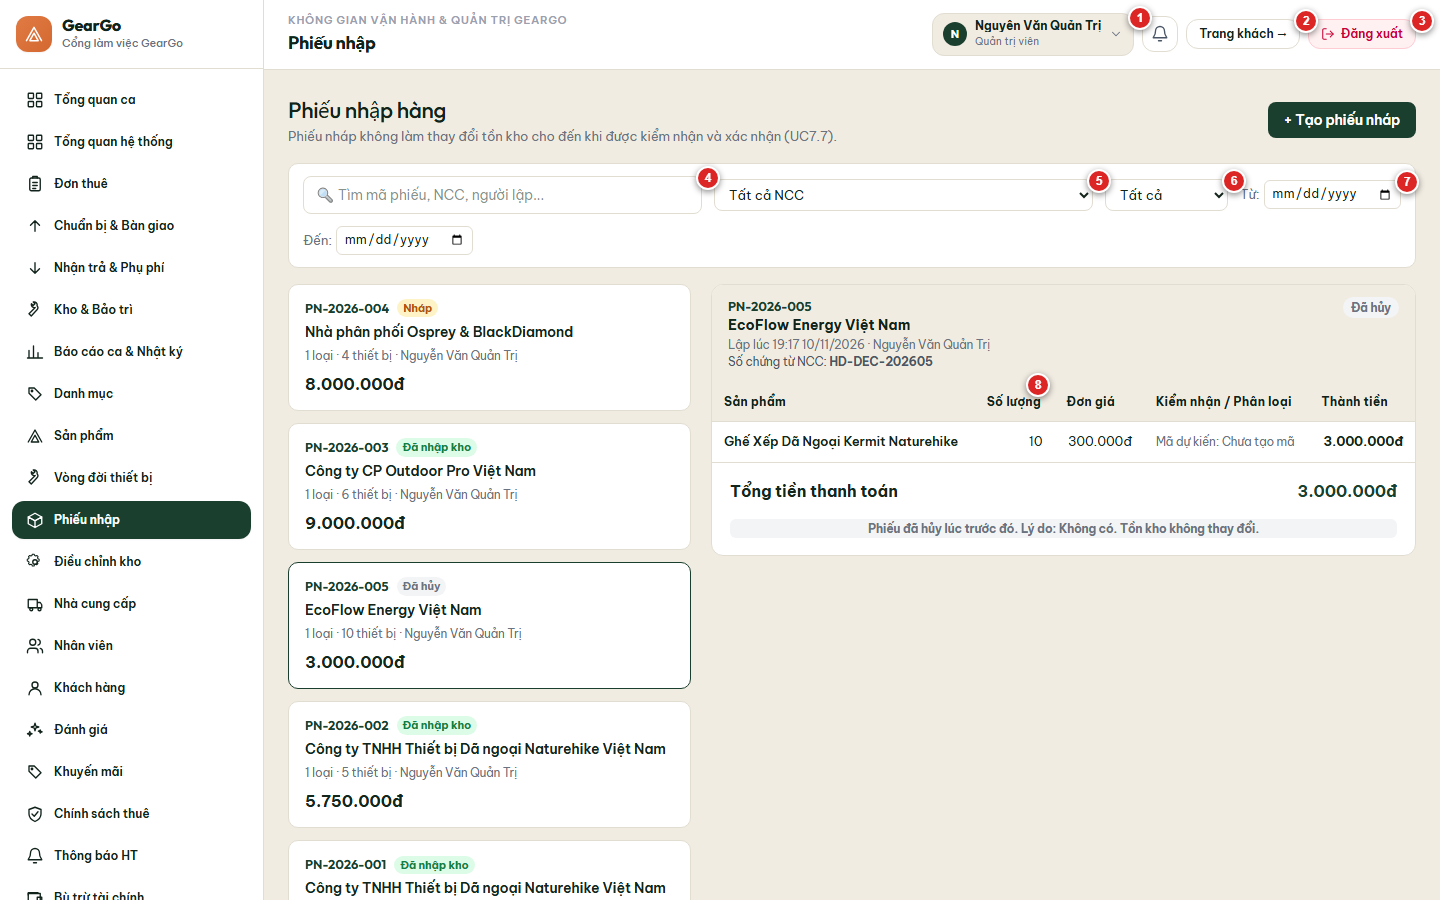 GearGo
Cổng làm việc GearGo
KHÔNG GIAN VẬN HÀNH & QUẢN TRỊ GEARGO
Phiếu nhập
N
Nguyễn Văn Quản Trị
Quản trị viên
1
Trang khách →
2
Đăng xuất
3
Tổng quan ca
Tổng quan hệ thống
Đơn thuê
Chuẩn bị & Bàn giao
Nhận trả & Phụ phí
Kho & Bảo trì
Báo cáo ca & Nhật ký
Danh mục
Sản phẩm
Vòng đời thiết bị
Phiếu nhập
Điều chỉnh kho
Nhà cung cấp
Nhân viên
Khách hàng
Đánh giá
Khuyến mãi
Chính sách thuê
Thông báo HT
Bù trừ tài chính
Phiếu nhập hàng
Phiếu nháp không làm thay đổi tồn kho cho đến khi được kiểm nhận và xác nhận (UC7.7).
+ Tạo phiếu nháp
Tìm mã phiếu, NCC, người lập...
4
Tất cả NCC
5
Tất cả
6
Từ:
mm/dd/yyyy
7
Đến:
mm/dd/yyyy
PN-2026-004 Nháp
Nhà phân phối Osprey & BlackDiamond
1 loại · 4 thiết bị · Nguyễn Văn Quản Trị
8.000.000đ
PN-2026-003 Đã nhập kho
Công ty CP Outdoor Pro Việt Nam
1 loại · 6 thiết bị · Nguyễn Văn Quản Trị
9.000.000đ
PN-2026-005 Đã hủy
EcoFlow Energy Việt Nam
1 loại · 10 thiết bị · Nguyễn Văn Quản Trị
3.000.000đ
PN-2026-002 Đã nhập kho
Công ty TNHH Thiết bị Dã ngoại Naturehike Việt Nam
1 loại · 5 thiết bị · Nguyễn Văn Quản Trị
5.750.000đ
PN-2026-001 Đã nhập kho
Công ty TNHH Thiết bị Dã ngoại Naturehike Việt Nam
PN-2026-005
Đã hủy
EcoFlow Energy Việt Nam
Lập lúc 19:17 10/11/2026 · Nguyễn Văn Quản Trị
Số chứng từ NCC: HD-DEC-202605
8
Sản phẩm Số lượng Đơn giá Kiểm nhận / Phân loại Thành tiền
Ghế Xếp Dã Ngoại Kermit Naturehike 10 300.000đ Mã dự kiến: Chưa tạo mã 3.000.000đ
Tổng tiền thanh toán 3.000.000đ
Phiếu đã hủy lúc trước đó. Lý do: Không có. Tồn kho không thay đổi.